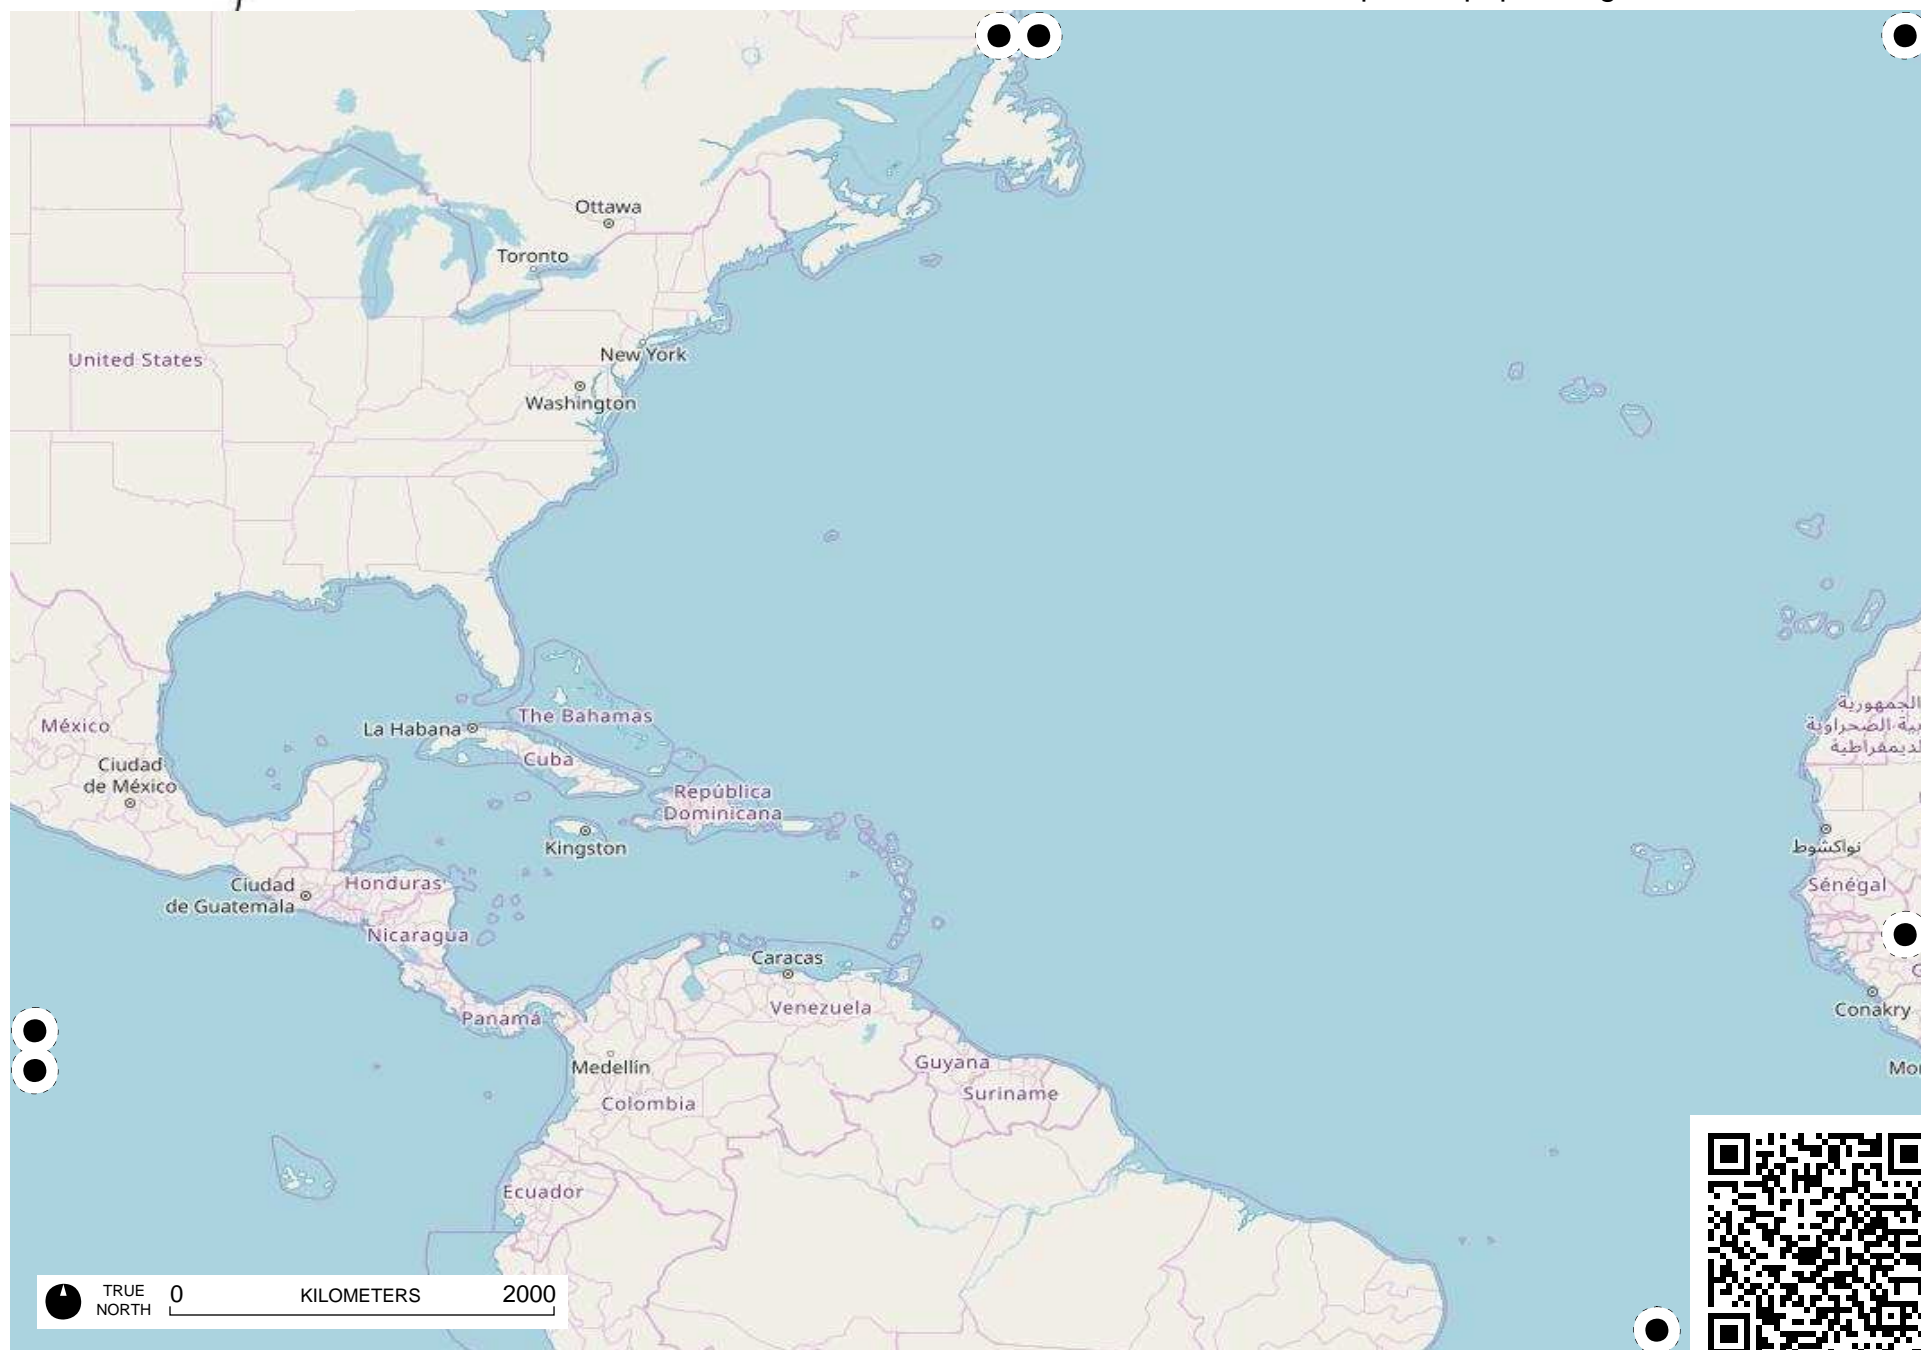 Ottawa
Toronto
United States
New York
Washington
México
La Habana
The Bahamas
Cuba
Ciudad
de México
República
Dominicana
Kingston
Ciudad
de Guatemala
Honduras
Nicaragua
Caracas
Venezuela
Panamá
Medellín
Colombia
Guyana
Suriname
Ecuador
نواكشوط
Sénégal
Conakry
TRUE
NORTH
0
KILOMETERS
2000